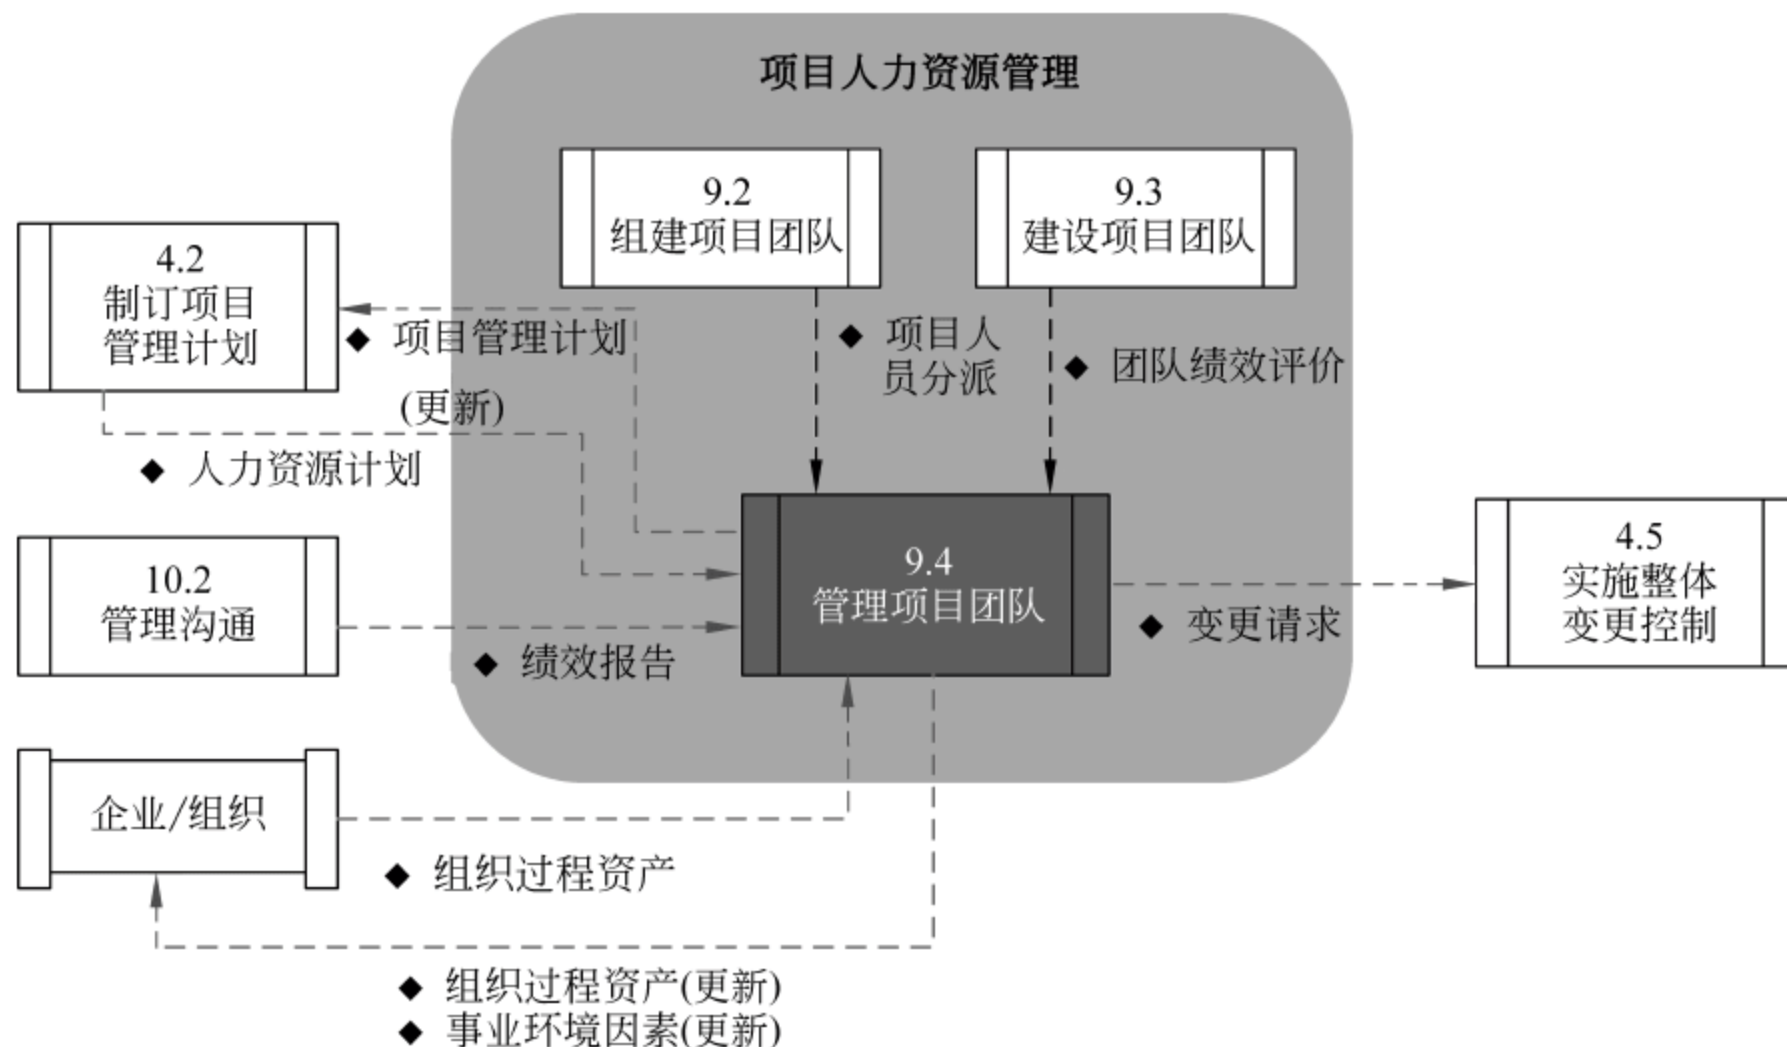 项目人力资源管理
9.2
组建项目团队
9.3
建设项目团队
4.2
制订项目
管理计划
◆ 项目管理计划
(更新)
◆ 项目人
员分派
◆ 团队绩效评价
◆ 人力资源计划
10.2
管理沟通
◆ 绩效报告
9.4
管理项目团队
◆ 变更请求
4.5
实施整体
变更控制
企业/组织
◆ 组织过程资产
◆ 组织过程资产(更新)
◆ 事业环境因素(更新)